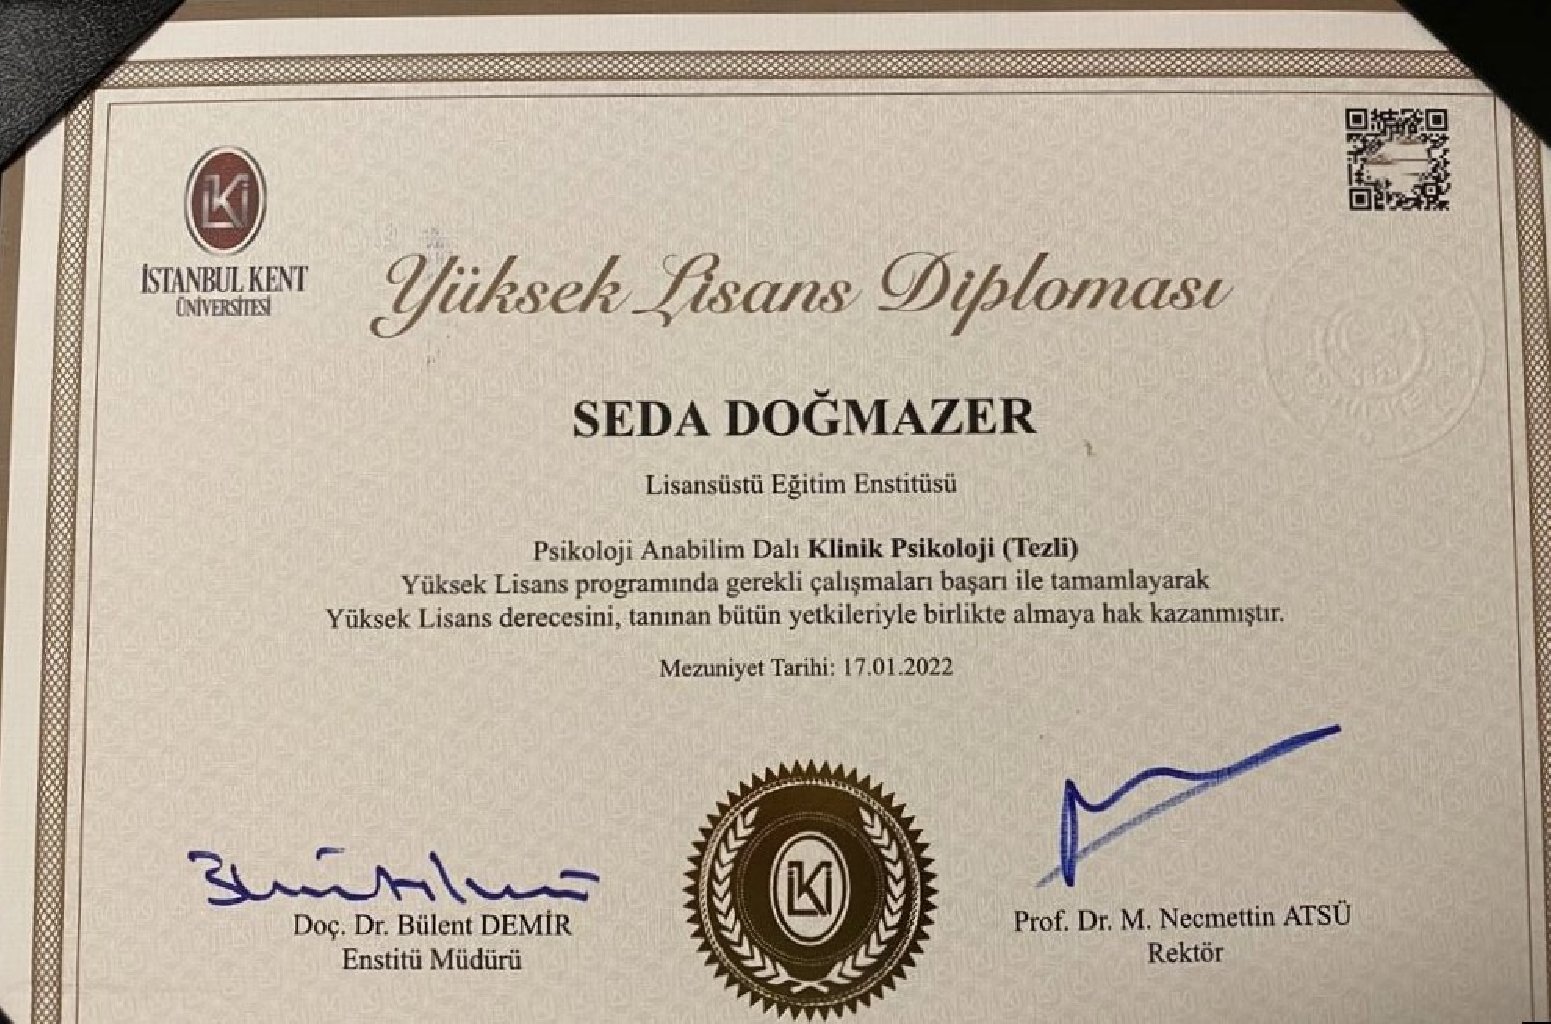 İSTANBUL KENT
ÜNİVERSİTESİ
Yüksek Lisans Diploması
SEDA DOĞMAZER
Lisansüstü Eğitim Enstitüsü
Psikoloji Anabilim Dalı Klinik Psikoloji (Tezli)
Yüksek Lisans programında gerekli çalışmaları başarı ile tamamlayarak
Yüksek Lisans derecesini, tanınan bütün yetkileriyle birlikte almaya hak kazanmıştır.
Mezuniyet Tarihi: 17.01.2022
Doç. Dr. Bülent DEMİR
Enstitü Müdürü
Prof. Dr. M. Necmettin ATSÜ
Rektör